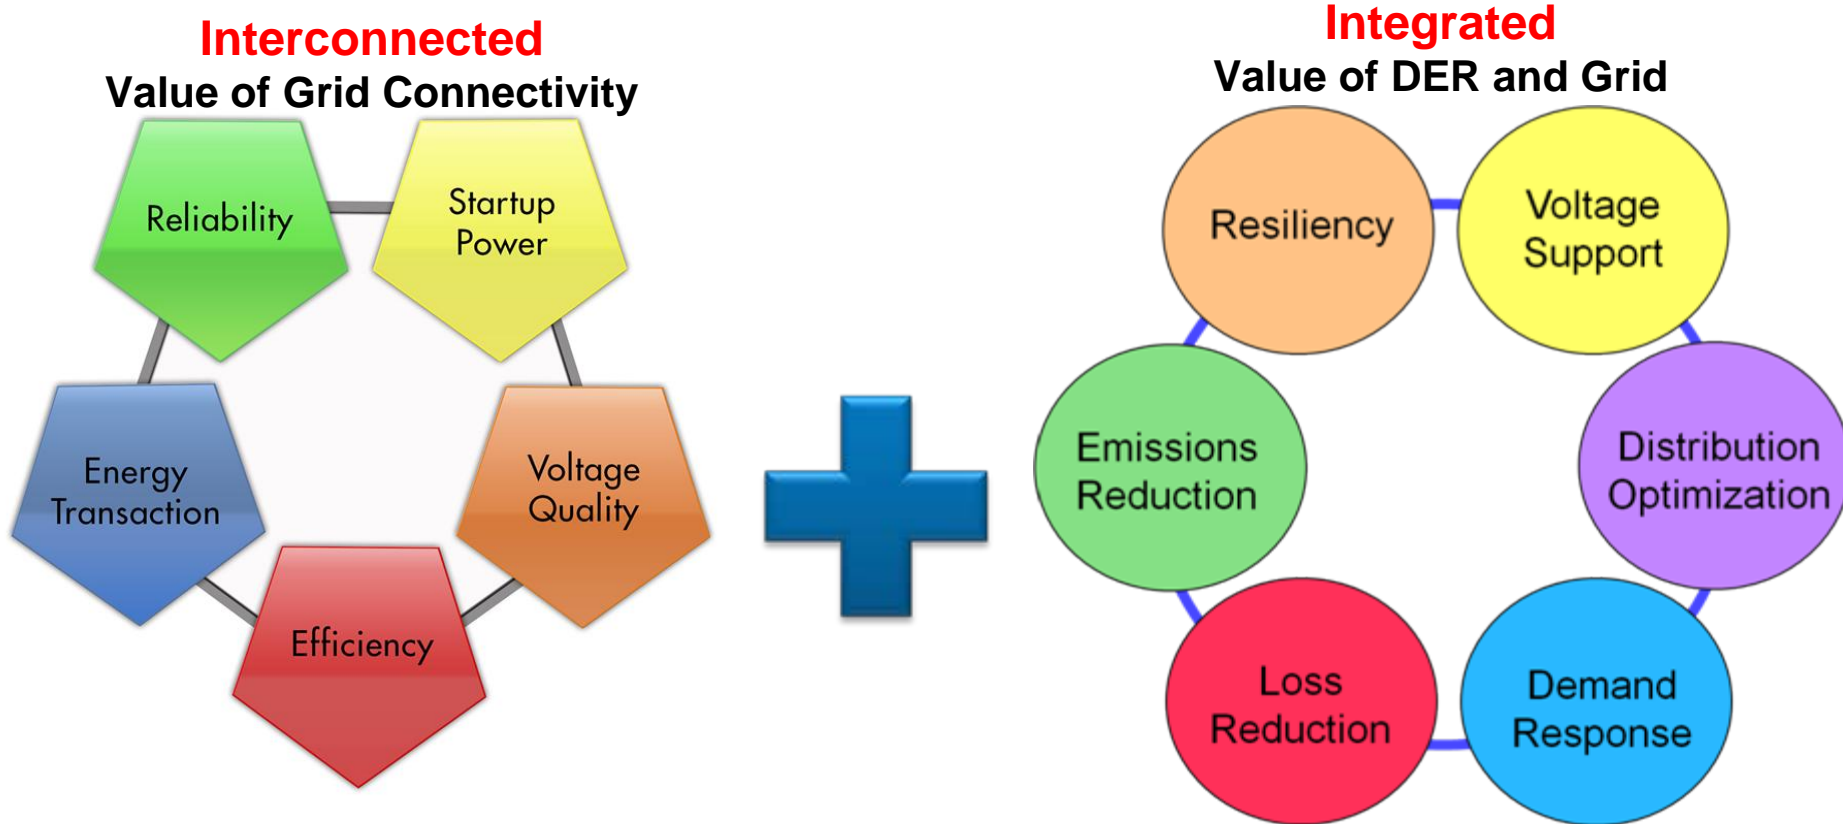 Interconnected
Value of Grid Connectivity
Reliability
Startup
Power
Energy
Transaction
Voltage
Quality
Efficiency
Integrated
Value of DER and Grid
Resiliency
Voltage
Support
Emissions
Reduction
Distribution
Optimization
Loss
Reduction
Demand
Response